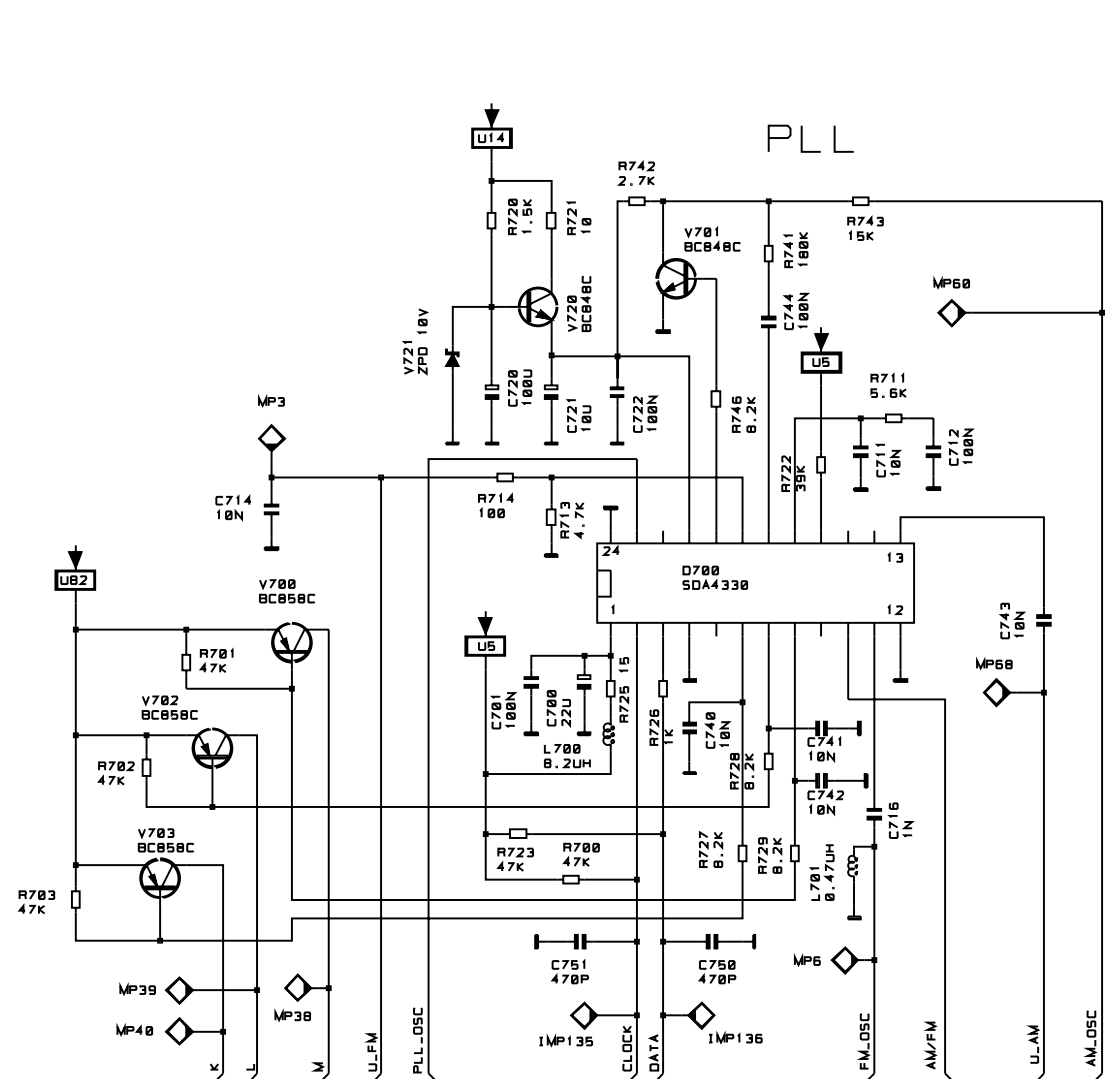 PLL
U14
R742
2.7K
R720
1.5K
R721
10
V701
BC848C
R743
15K
R741
180K
V720
BC848C
C744
100N
MP60
V721
ZPD 10V
U5
R711
5.6K
C720
100U
C721
10U
C722
100N
R746
8.2K
MP3
R722
39K
C711
10N
C712
100N
C714
10N
R714
100
R713
4.7K
24
13
D700
SDA4330
1
12
U82
V700
BC858C
U5
C743
10N
R701
47K
MP68
V702
BC858C
C701
100N
C700
22U
R725 15
R726
1K
C740
10N
L700
8.2UH
C741
10N
R702
47K
R728
8.2K
C742
10N
C716
1N
V703
BC858C
R723
47K
R700
47K
R727
8.2K
R729
8.2K
L701
0.47UH
R703
47K
C751
470P
C750
470P
MP6
MP39
MP38
MP40
IMP135
IMP136
K
L
M
U_FM
PLL_OSC
CLOCK
DATA
FM_OSC
AM/FM
U_AM
AM_OSC